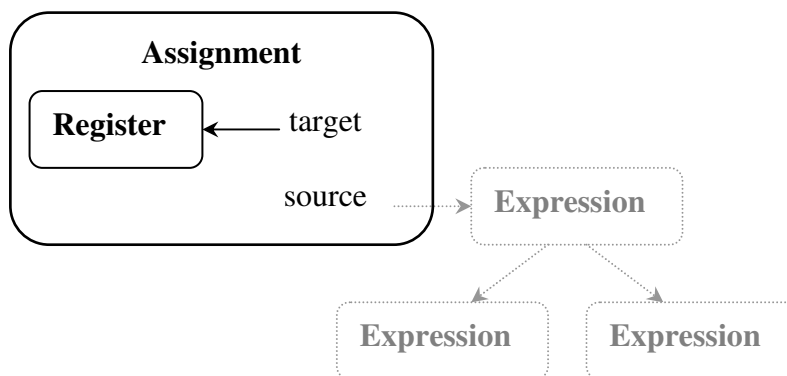 Assignment
Register
target
source
Expression
Expression
Expression